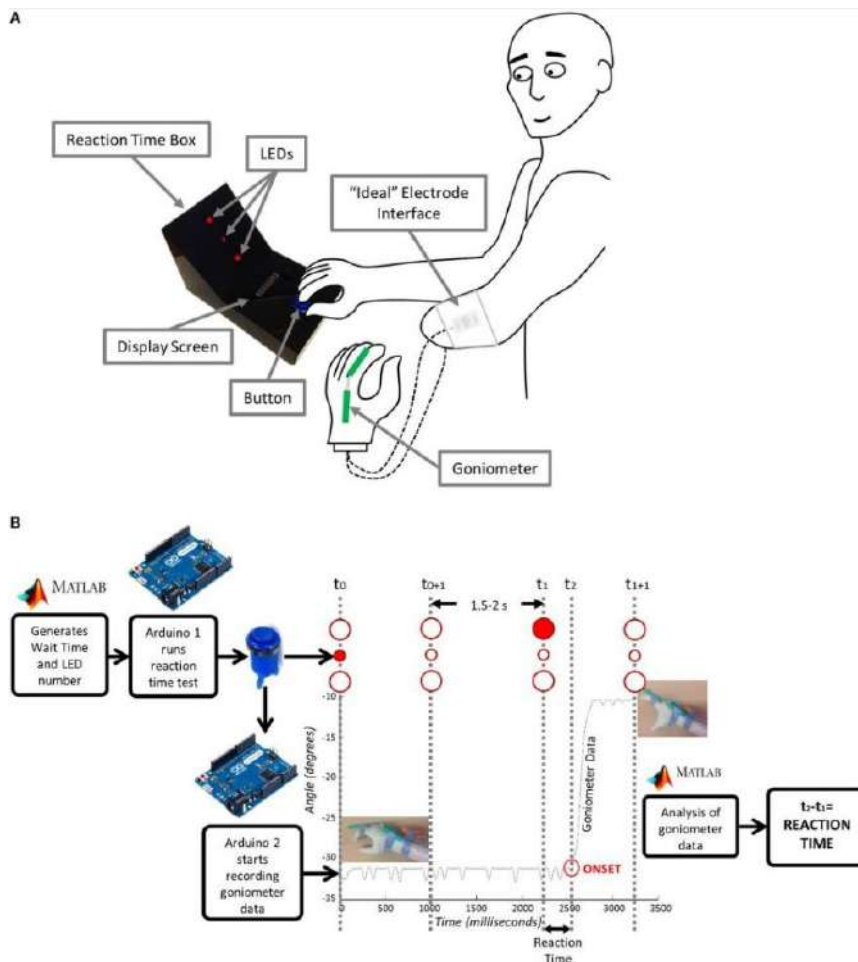 A
Reaction Time Box
LEDs
"Ideal" Electrode
Interface
Display Screen
Button
Goniometer
B
MATLAB
Generates
Wait Time
and LED
number
Arduino 1
runs
reaction
time test
Arduino 2
starts
recording
goniometer
data
t0
t0+1
t1
t2
t1+1
1.5-2 s
Angle (degrees)
-10
-15
-20
-25
-30
-35
0
500
1000
1500
2000
2500
3000
3500
Time (milliseconds)
Goniometer Data
ONSET
Reaction
Time
MATLAB
Analysis of
goniometer
data
t2-t1=
REACTION
TIME